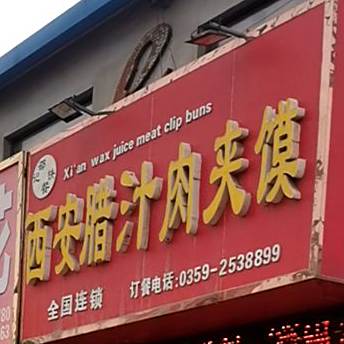 Xi'an wax juice meat clip buns
西安腊汁肉夹馍
全国连锁 订餐电话:0359-2538899